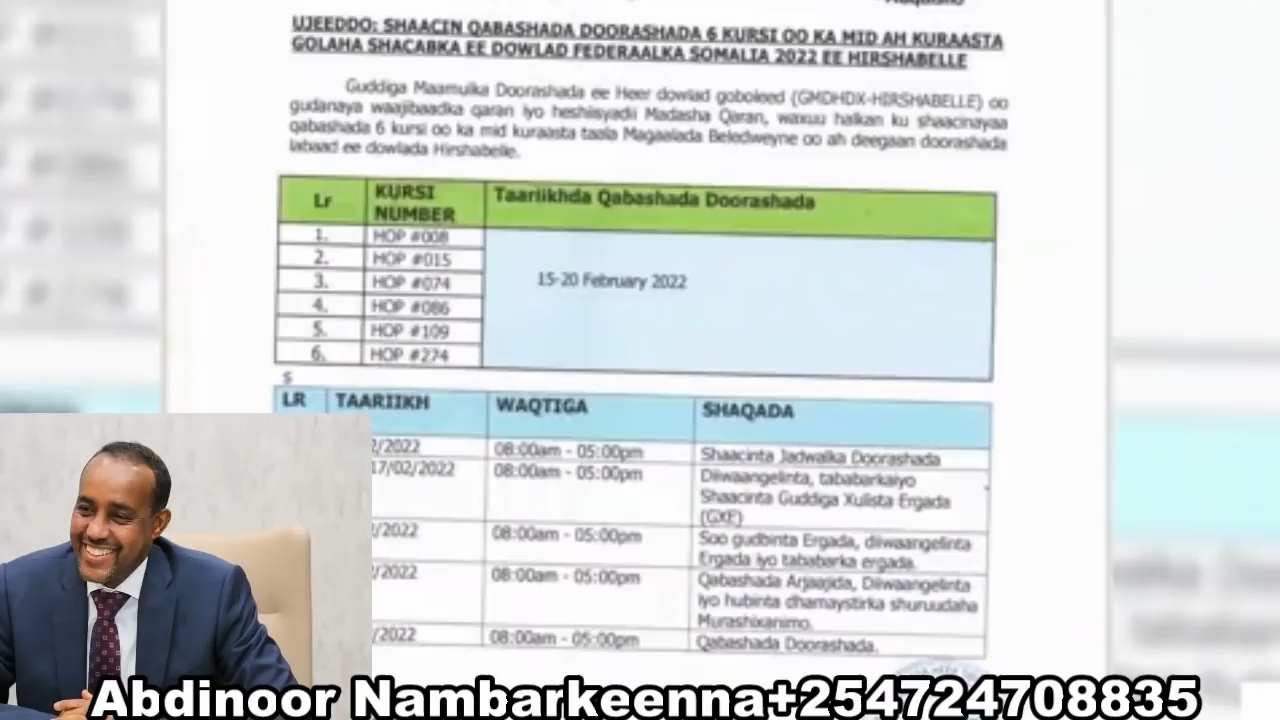 UJEEDDO: SHAACIN QABASHADA DOORASHADA 6 KURSI OO KA MID AH KURAASTA
GOLAHA SHACABKA EE DOWLAD FEDERAALKA SOMALIA 2022 EE HIRSHABELLE
Guddiga Maamulka Doorashada ee Heer dowlad goboleed (GMDHDX-HIRSHABELLE) oo
gudanaya waajibaadka qaran iyo heshiisyadii Madasha Qaran, waxuu halkan ku shaacinayaa
qabashada 6 kursi oo ka mid kuraasta taala Magaalada Beledweyne oo ah deegaan doorashada
labaad ee dowlada Hirshabelle.
Lr KURSI NUMBER Taariikhda Qabashada Doorashada
1. HOP #008
2. HOP #015
3. HOP #074 15-20 February 2022
4. HOP #086
5. HOP #109
6. HOP #274
S
LR TAARIIKH WAQTIGA SHAQADA
2/2022 08:00am - 05:00pm Shaacinta Jadwalka Doorashada
17/02/2022 08:00am - 05:00pm Diiwaangelinta, tababarkaiyo
Shaacinta Guddiga Xulista Ergada
(GXE)
/2022 08:00am - 05:00pm Soo gudbinta Ergada, diiwaangelinta
Ergada iyo tababarka ergada.
/2022 08:00am - 05:00pm Qabashada Arjaajida, Diiwaangelinta
iyo hubinta dhamaystirka shuruudaha
Murashixanimo.
/2022 08:00am - 05:00pm Qabashada Doorashada.
Abdinoor Nambarkeenna+254724708835